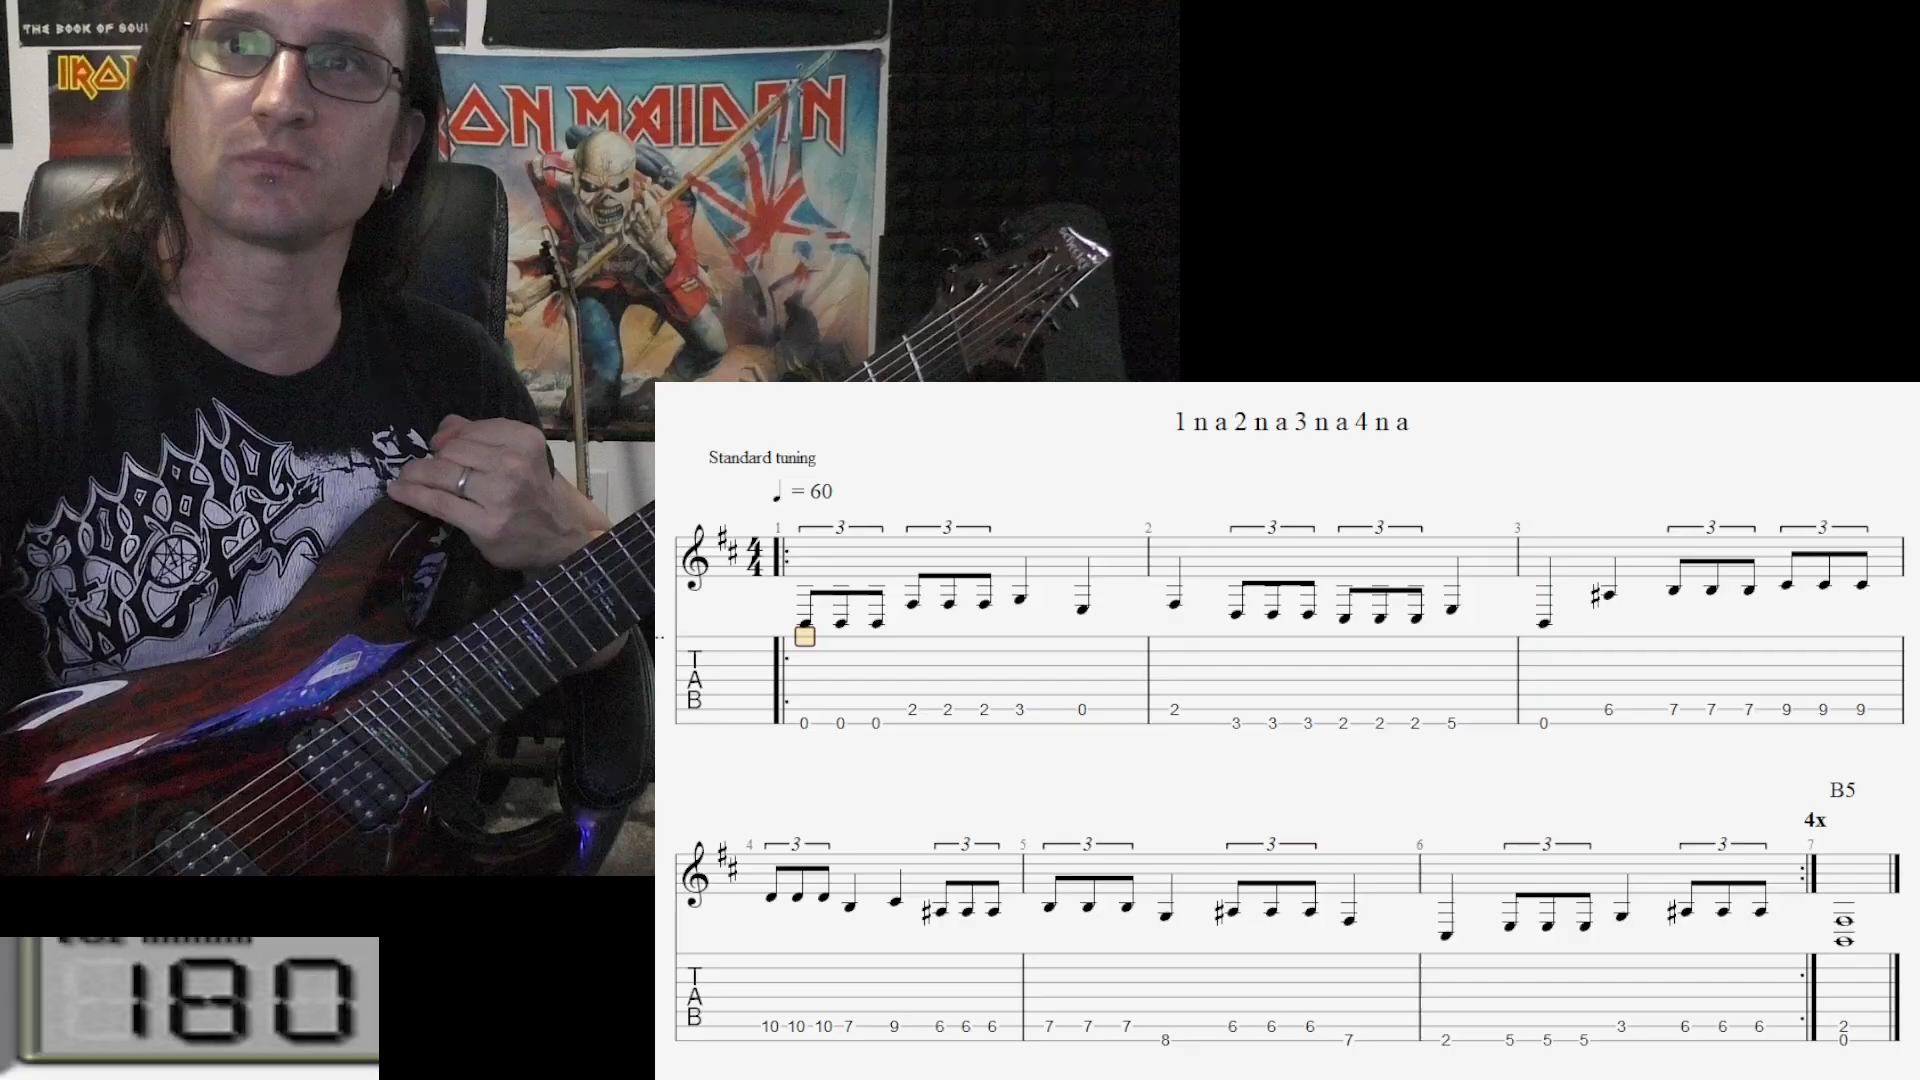 THE BOOK OF SOUL
IRO
IRON MAIDEN
MORBID
1 n a 2 n a 3 n a 4 n a
Standard tuning
= 60
1 3 3 2 3 3 3 3 3
4
4
T
A
B
2 2 2 3 0 2 6 7 7 7 9 9 9
0 0 0 3 3 3 2 2 2 5 0
B5
4x
4 3 3 5 3 3 6 3 3 7
T
A
B
10 10 10 7 9 6 6 6 7 7 7 6 6 6 3 6 6 6 2
8 7 2 5 5 5 0
180